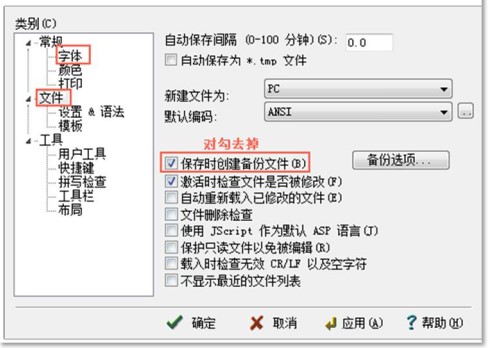 类别(C)
常规
字体
颜色
打印
文件
设置 & 语法
模板
工具
用户工具
快捷键
拼写检查
工具栏
布局
自动保存间隔 (0-100 分钟)(S): 0.0
自动保存为 *.tmp 文件
新建文件为: PC
默认编码: ANSI ..
对勾去掉
保存时创建备份文件(B) 备份选项...
激活时检查文件是否被修改(F)
自动重新载入已修改的文件(E)
文件删除检查
使用 JScript 作为默认 ASP 语言(J)
保护只读文件以免被编辑(R)
载入时检查无效 CR/LF 以及空字符
不显示最近的文件列表
确定 取消 应用(A) 帮助(H)